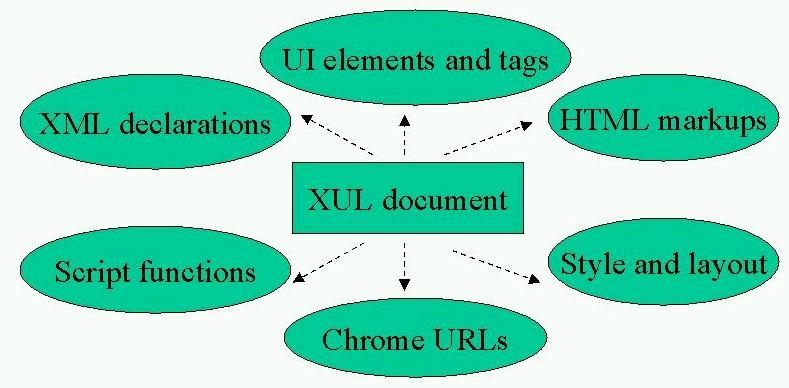 UI elements and tags
XML declarations
HTML markups
XUL document
Script functions
Style and layout
Chrome URLs